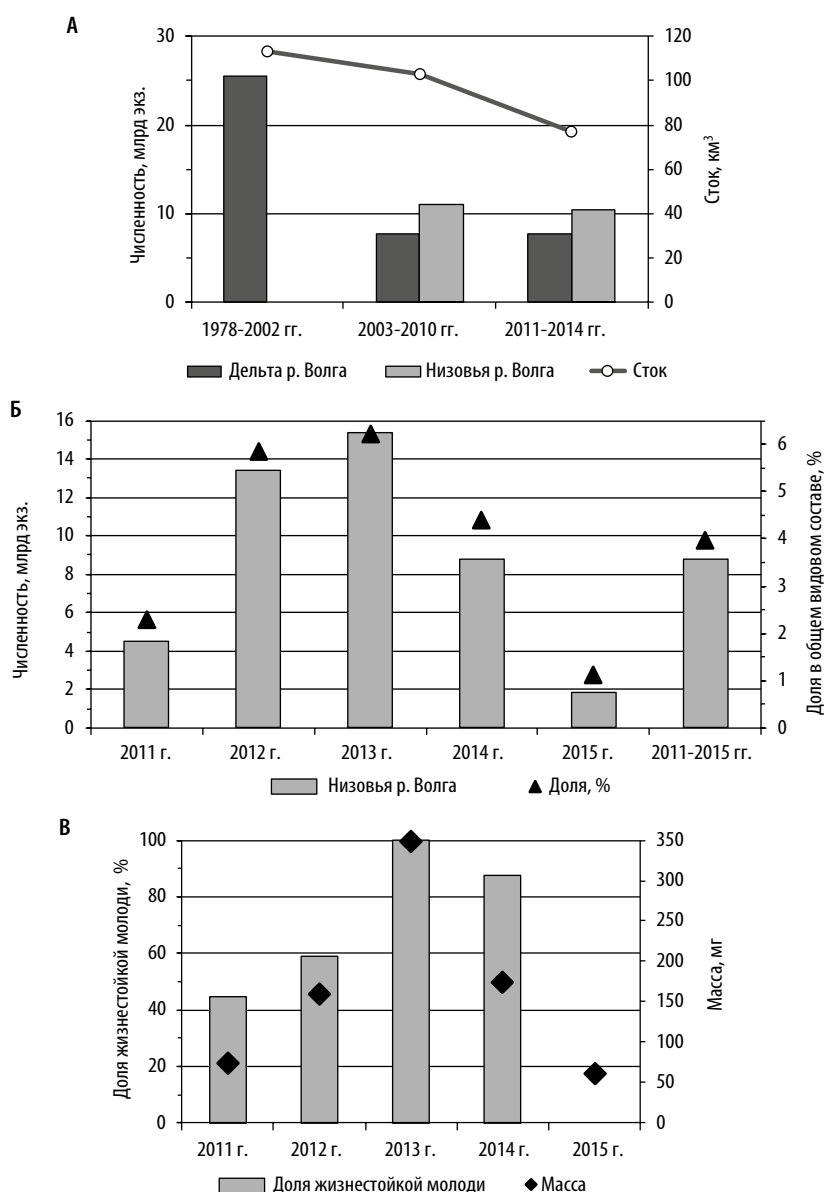 А
Численность, млрд экз.
30
20
10
0
120
100
80
60
40
20
0
Сток, км³
1978-2002 гг. 2003-2010 гг. 2011-2014 гг.
Дельта р. Волга Низовья р. Волга Сток
Б
Численность, млрд экз.
16
14
12
10
8
6
4
2
0
6
5
4
3
2
1
0
Доля в общем видовом составе, %
2011 г. 2012 г. 2013 г. 2014 г. 2015 г. 2011-2015 гг.
Низовья р. Волга Доля, %
В
Доля жизнестойкой молоди, %
100
80
60
40
20
0
350
300
250
200
150
100
50
0
Масса, мг
2011 г. 2012 г. 2013 г. 2014 г. 2015 г.
Доля жизнестойкой молоди Масса